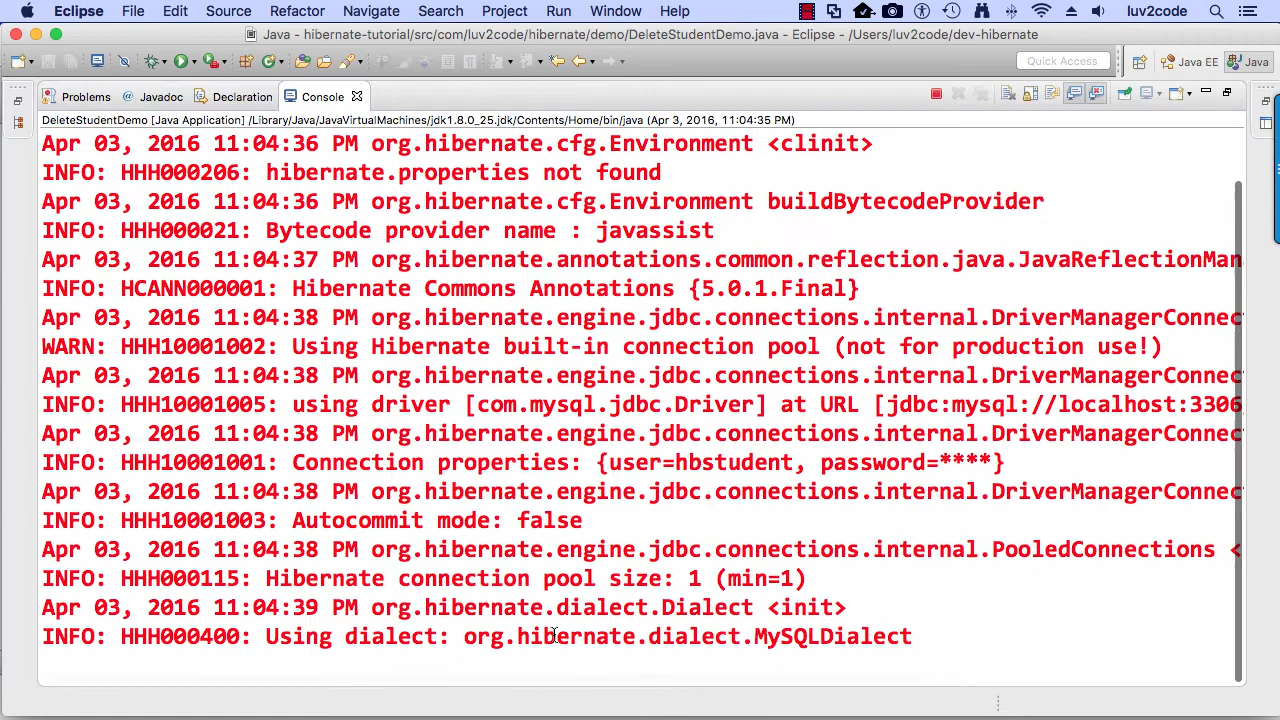 Eclipse File Edit Source Refactor Navigate Search Project Run Window Help luv2code
Java - hibernate-tutorial/src/com/luv2code/hibernate/demo/DeleteStudentDemo.java - Eclipse - /Users/luv2code/dev-hibernate
Quick Access Java EE Java
Problems @ Javadoc Declaration Console
DeleteStudentDemo [Java Application] /Library/Java/JavaVirtualMachines/jdk1.8.0_25.jdk/Contents/Home/bin/java (Apr 3, 2016, 11:04:35 PM)
Apr 03, 2016 11:04:36 PM org.hibernate.cfg.Environment <clinit>
INFO: HHH000206: hibernate.properties not found
Apr 03, 2016 11:04:36 PM org.hibernate.cfg.Environment buildBytecodeProvider
INFO: HHH000021: Bytecode provider name : javassist
Apr 03, 2016 11:04:37 PM org.hibernate.annotations.common.reflection.java.JavaReflectionMan
INFO: HCANN000001: Hibernate Commons Annotations {5.0.1.Final}
Apr 03, 2016 11:04:38 PM org.hibernate.engine.jdbc.connections.internal.DriverManagerConnec
WARN: HHH10001002: Using Hibernate built-in connection pool (not for production use!)
Apr 03, 2016 11:04:38 PM org.hibernate.engine.jdbc.connections.internal.DriverManagerConnec
INFO: HHH10001005: using driver [com.mysql.jdbc.Driver] at URL [jdbc:mysql://localhost:3306
Apr 03, 2016 11:04:38 PM org.hibernate.engine.jdbc.connections.internal.DriverManagerConnec
INFO: HHH10001001: Connection properties: {user=hbstudent, password=****}
Apr 03, 2016 11:04:38 PM org.hibernate.engine.jdbc.connections.internal.DriverManagerConnec
INFO: HHH10001003: Autocommit mode: false
Apr 03, 2016 11:04:38 PM org.hibernate.engine.jdbc.connections.internal.PooledConnections <
INFO: HHH000115: Hibernate connection pool size: 1 (min=1)
Apr 03, 2016 11:04:39 PM org.hibernate.dialect.Dialect <init>
INFO: HHH000400: Using dialect: org.hibernate.dialect.MySQLDialect